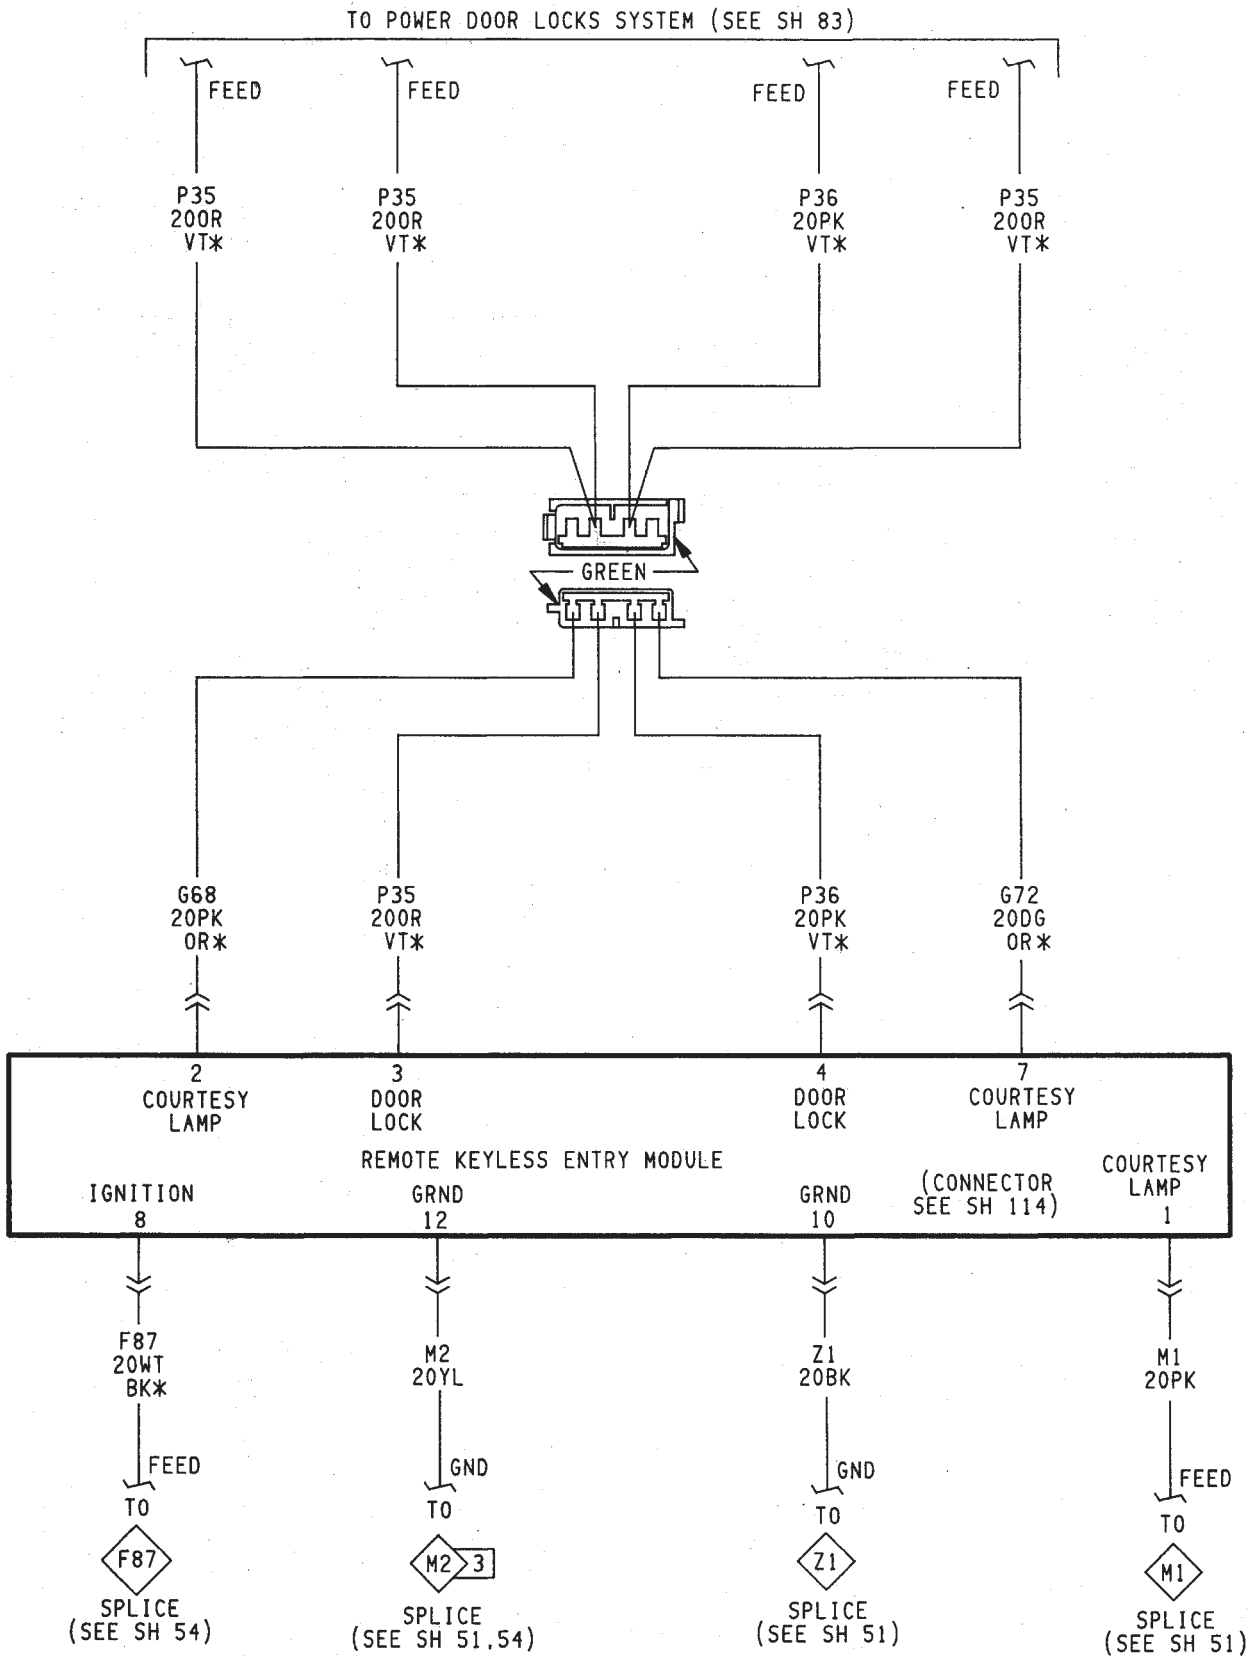 TO POWER DOOR LOCKS SYSTEM (SEE SH 83)
FEED
FEED
FEED
FEED
P35
20OR
VT*
P35
20OR
VT*
P36
20PK
VT*
P35
20OR
VT*
GREEN
G68
20PK
OR*
P35
20OR
VT*
P36
20PK
VT*
G72
20DG
OR*
2
COURTESY
LAMP
3
DOOR
LOCK
4
DOOR
LOCK
7
COURTESY
LAMP
REMOTE KEYLESS ENTRY MODULE
(CONNECTOR
SEE SH 114)
COURTESY
LAMP
1
IGNITION
8
GRND
12
GRND
10
F87
20WT
BK*
M2
20YL
Z1
20BK
M1
20PK
FEED
GND
GND
FEED
TO
TO
TO
TO
F87
M2 3
Z1
M1
SPLICE
(SEE SH 54)
SPLICE
(SEE SH 51,54)
SPLICE
(SEE SH 51)
SPLICE
(SEE SH 51)